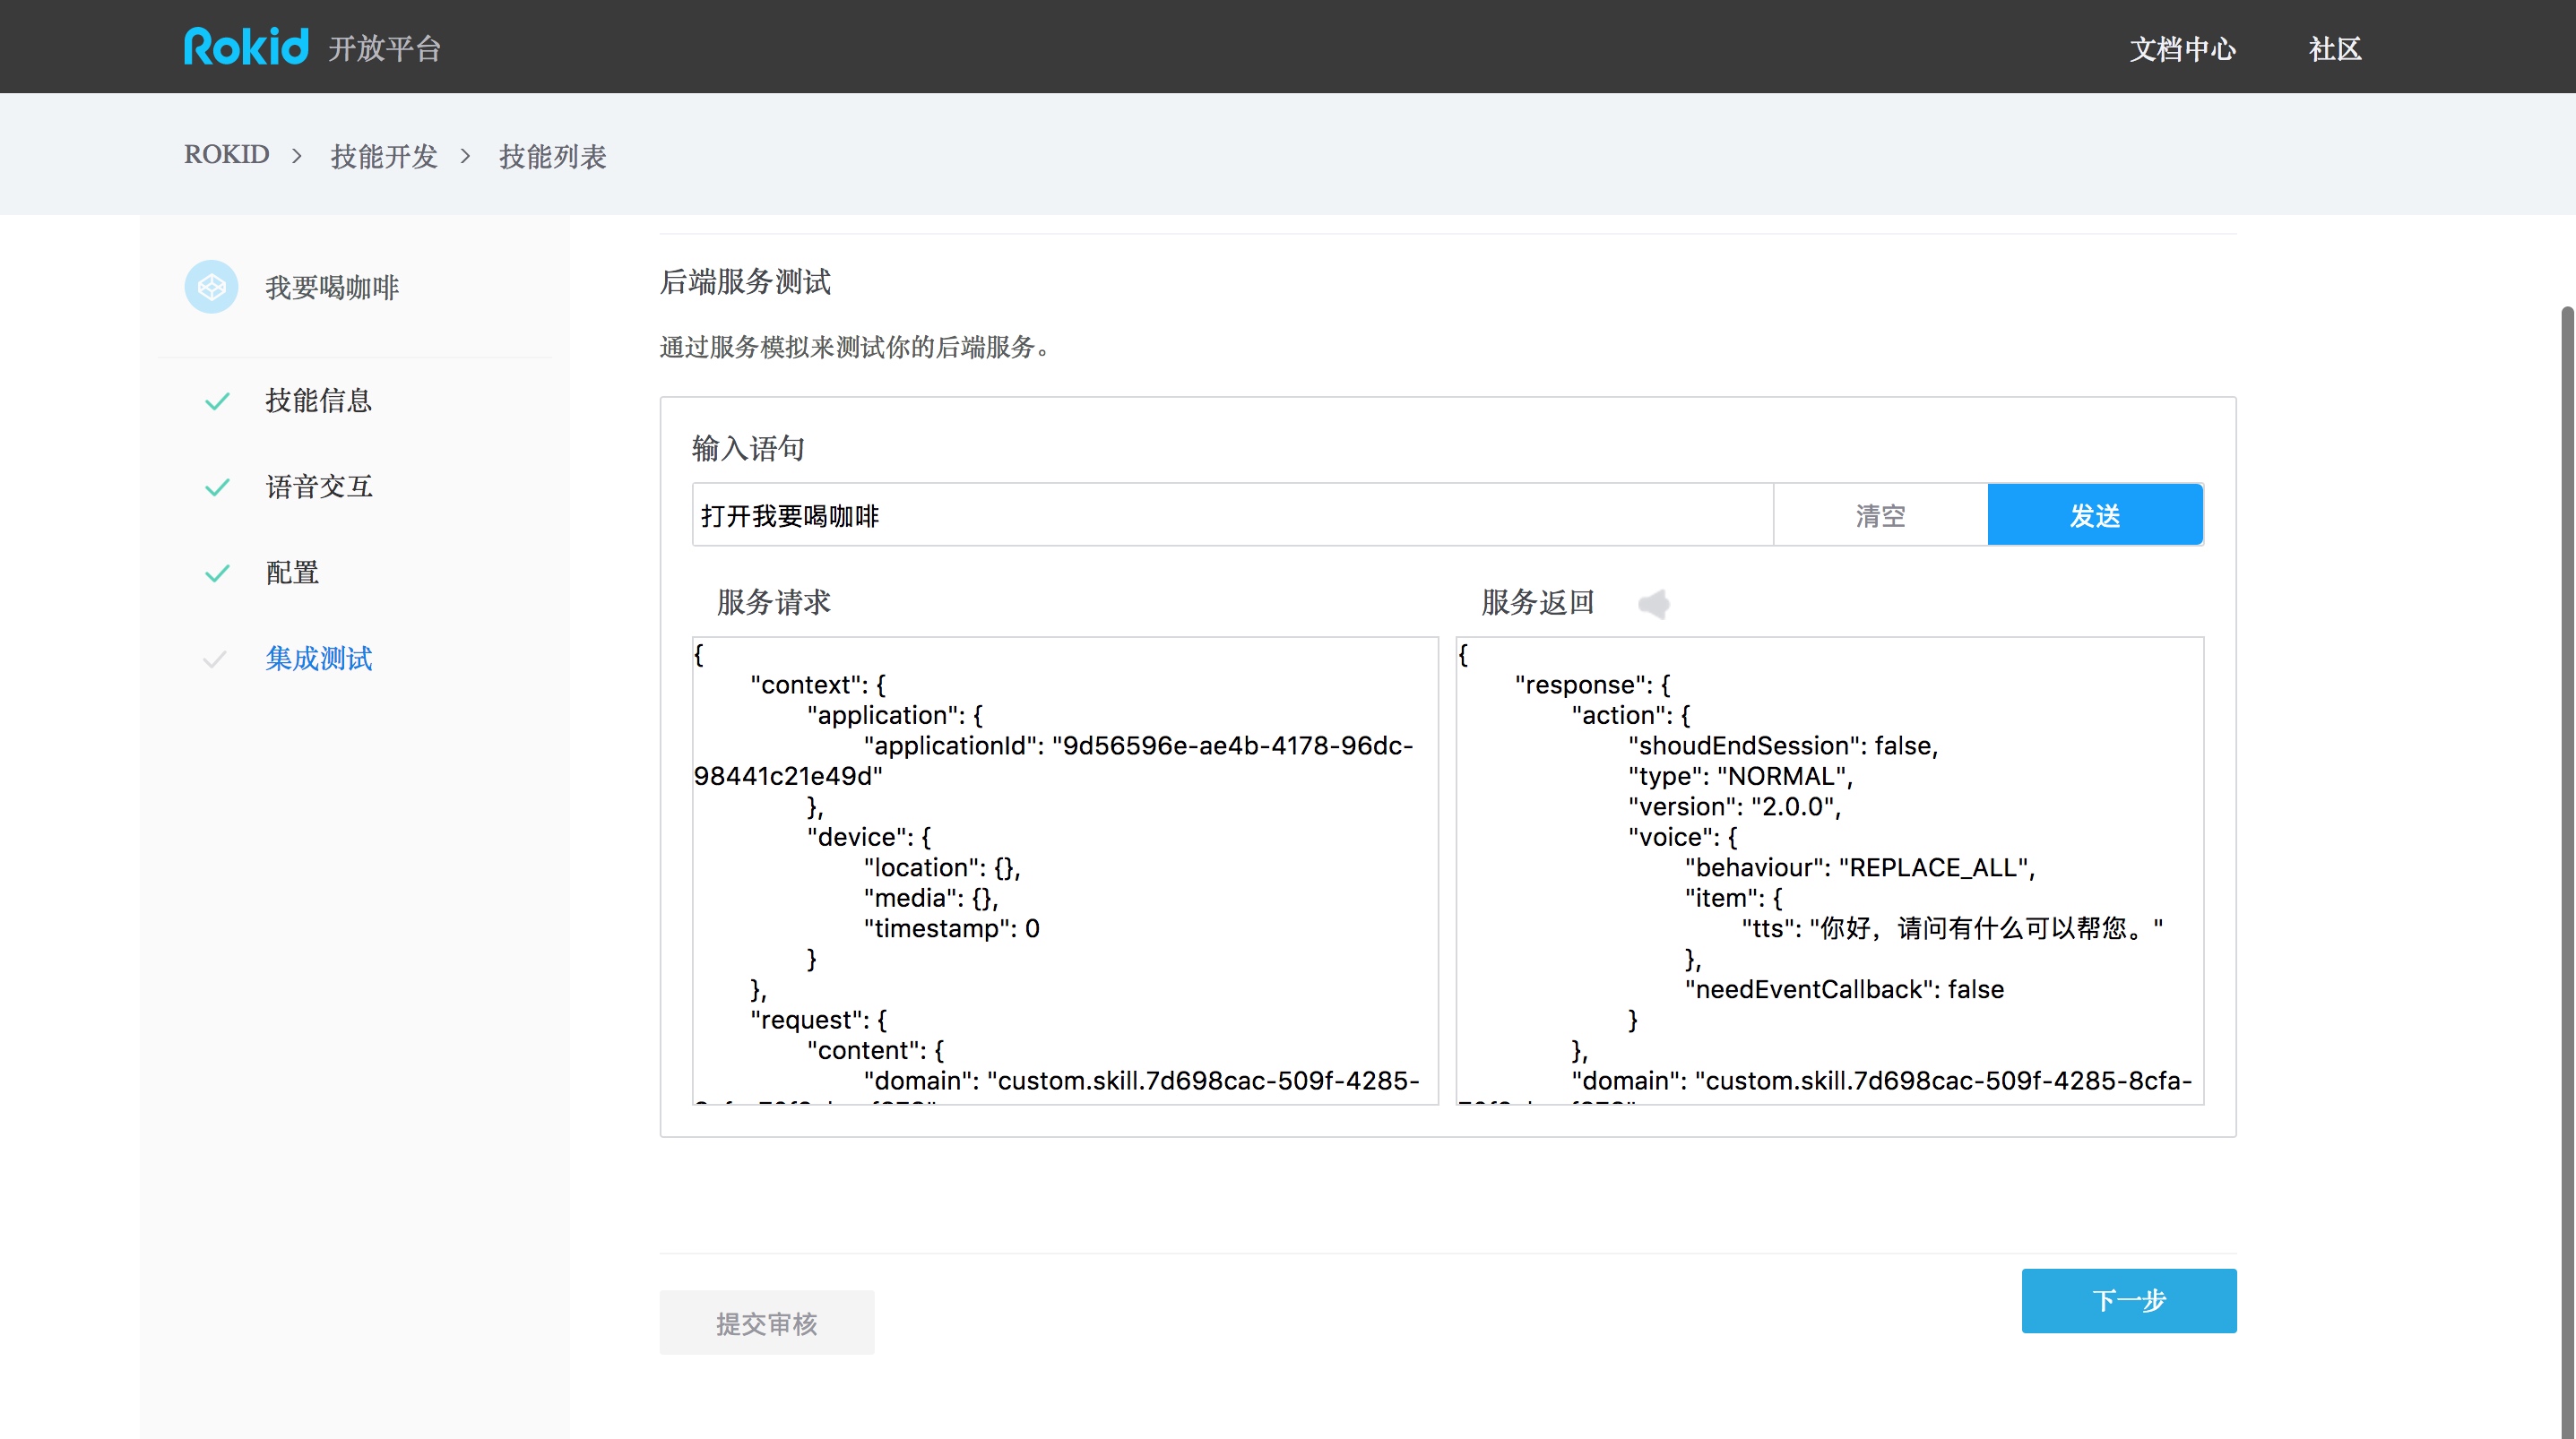 Rokid 开放平台
文档中心
社区
ROKID > 技能开发 > 技能列表
我要喝咖啡
技能信息
语音交互
配置
集成测试
后端服务测试
通过服务模拟来测试你的后端服务。
输入语句
打开我要喝咖啡
清空
发送
服务请求
{
"context": {
"application": {
"applicationId": "9d56596e-ae4b-4178-96dc-
98441c21e49d"
},
"device": {
"location": {},
"media": {},
"timestamp": 0
}
},
"request": {
"content": {
"domain": "custom.skill.7d698cac-509f-4285-
服务返回
{
"response": {
"action": {
"shoudEndSession": false,
"type": "NORMAL",
"version": "2.0.0",
"voice": {
"behaviour": "REPLACE_ALL",
"item": {
"tts": "你好，请问有什么可以帮您。"
},
"needEventCallback": false
}
},
"domain": "custom.skill.7d698cac-509f-4285-8cfa-
提交审核
下一步